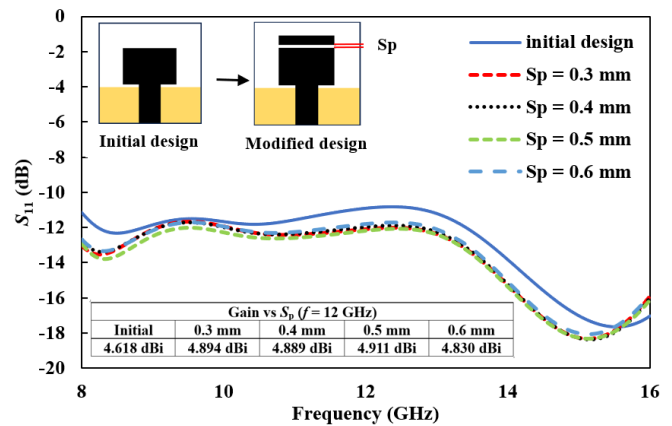 0
-2
-4
-6
-8
-10
-12
-14
-16
-18
-20
S11 (dB)
Sp
Initial design
Modified design
initial design
Sp = 0.3 mm
Sp = 0.4 mm
Sp = 0.5 mm
Sp = 0.6 mm
Gain vs Sp (f = 12 GHz)
Initial 0.3 mm 0.4 mm 0.5 mm 0.6 mm
4.618 dBi 4.894 dBi 4.889 dBi 4.911 dBi 4.830 dBi
8 10 12 14 16
Frequency (GHz)